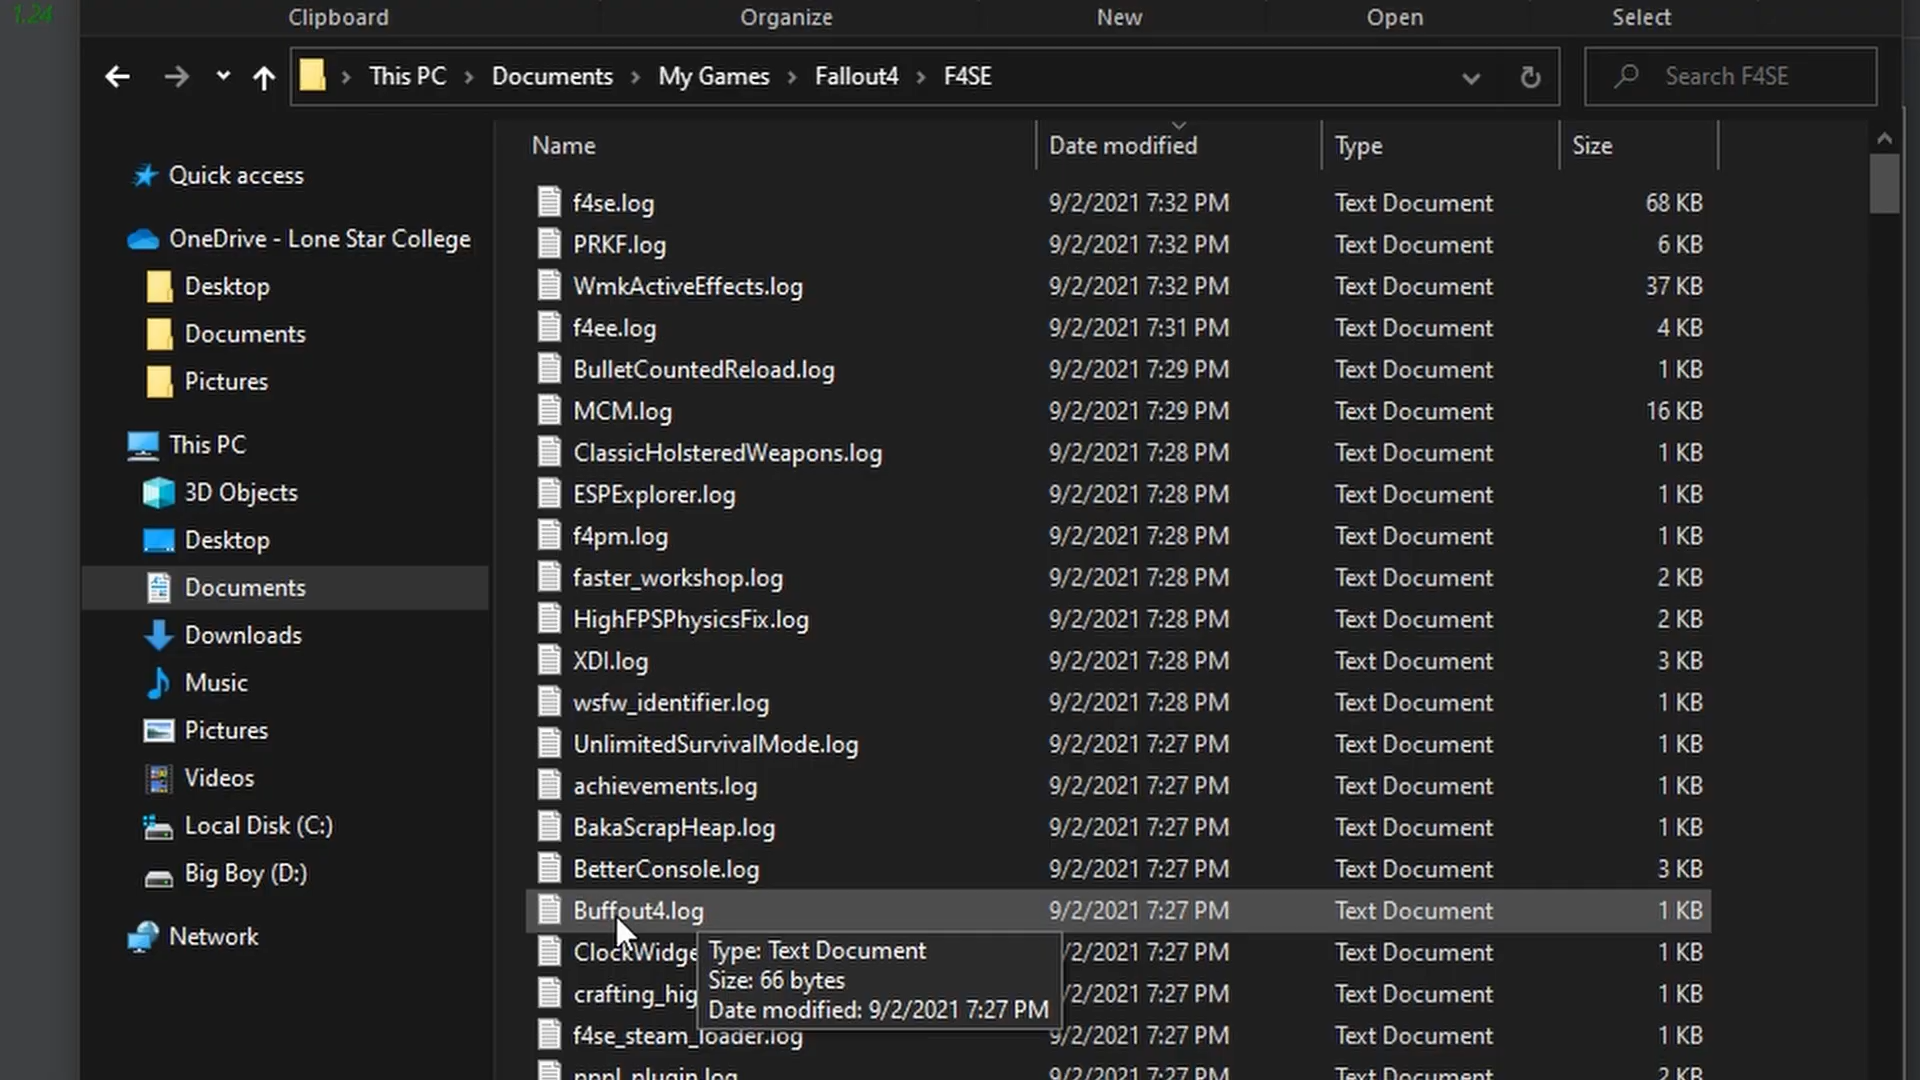 1.24
Clipboard Organize New Open Select
This PC Documents My Games Fallout4 F4SE Search F4SE
Name Date modified Type Size
Quick access
OneDrive - Lone Star College
Desktop
Documents
Pictures
This PC
3D Objects
Desktop
Documents
Downloads
Music
Pictures
Videos
Local Disk (C:)
Big Boy (D:)
Network
f4se.log 9/2/2021 7:32 PM Text Document 68 KB
PRKF.log 9/2/2021 7:32 PM Text Document 6 KB
WmkActiveEffects.log 9/2/2021 7:32 PM Text Document 37 KB
f4ee.log 9/2/2021 7:31 PM Text Document 4 KB
BulletCountedReload.log 9/2/2021 7:29 PM Text Document 1 KB
MCM.log 9/2/2021 7:29 PM Text Document 16 KB
ClassicHolsteredWeapons.log 9/2/2021 7:28 PM Text Document 1 KB
ESPExplorer.log 9/2/2021 7:28 PM Text Document 1 KB
f4pm.log 9/2/2021 7:28 PM Text Document 1 KB
faster_workshop.log 9/2/2021 7:28 PM Text Document 2 KB
HighFPSPhysicsFix.log 9/2/2021 7:28 PM Text Document 2 KB
XDI.log 9/2/2021 7:28 PM Text Document 3 KB
wsfw_identifier.log 9/2/2021 7:28 PM Text Document 1 KB
UnlimitedSurvivalMode.log 9/2/2021 7:27 PM Text Document 1 KB
achievements.log 9/2/2021 7:27 PM Text Document 1 KB
BakaScrapHeap.log 9/2/2021 7:27 PM Text Document 1 KB
BetterConsole.log 9/2/2021 7:27 PM Text Document 3 KB
Buffout4.log 9/2/2021 7:27 PM Text Document 1 KB
ClockWidge /2/2021 7:27 PM Text Document 1 KB
crafting_hig /2/2021 7:27 PM Text Document 1 KB
f4se_steam_loader.log 9/2/2021 7:27 PM Text Document 1 KB
9/2/2021 7:27 PM Text Document 2 KB
Type: Text Document
Size: 66 bytes
Date modified: 9/2/2021 7:27 PM